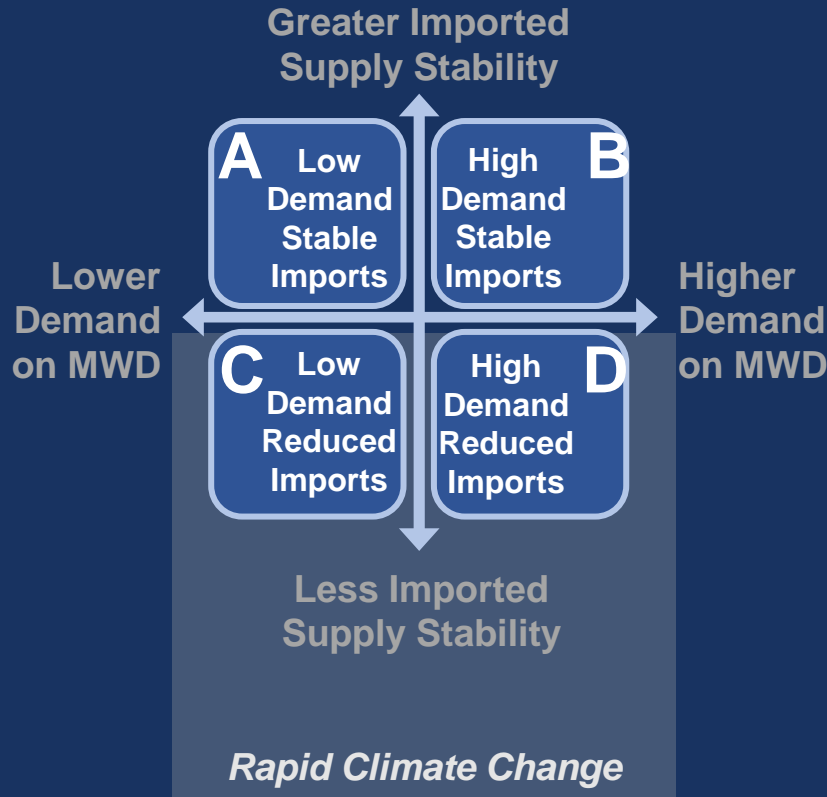 Greater Imported
Supply Stability
A
Low
Demand
Stable
Imports
High
Demand
Stable
Imports
B
Lower
Demand
on MWD
Higher
Demand
on MWD
C
Low
Demand
Reduced
Imports
High
Demand
Reduced
Imports
D
Less Imported
Supply Stability
Rapid Climate Change